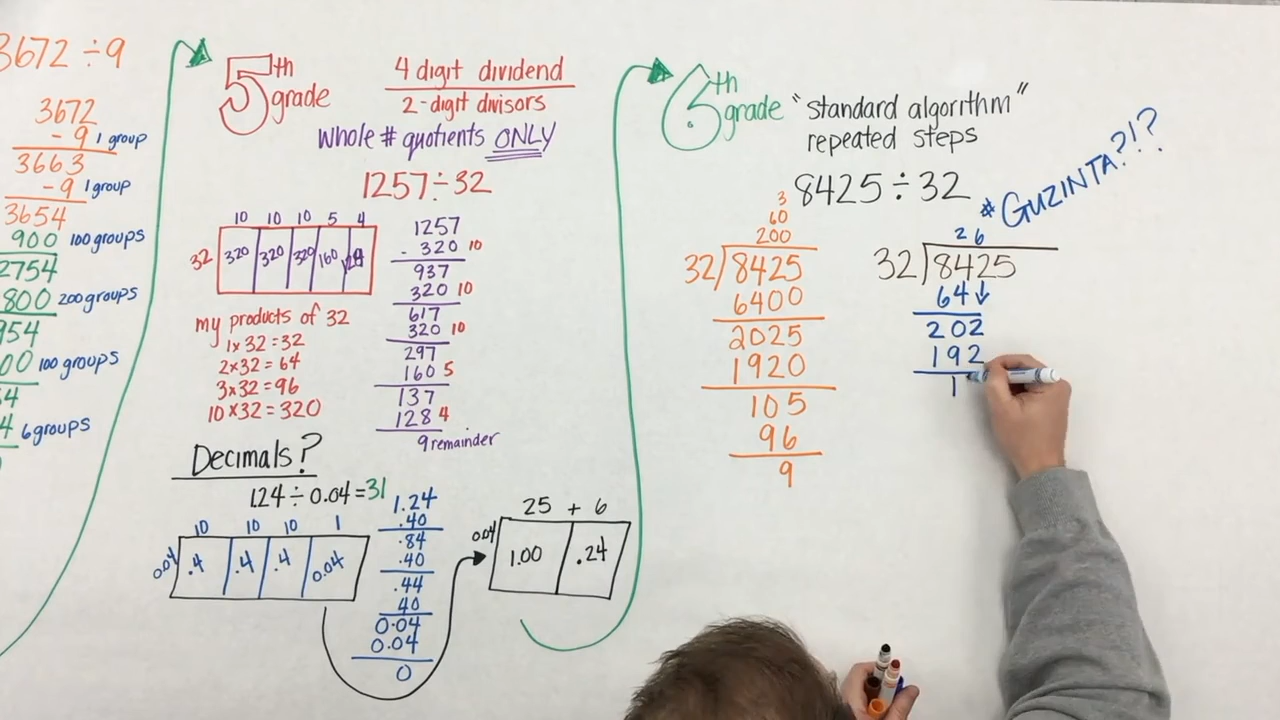 3672 ÷ 9
3672
- 9 1 group
3663
- 9 1 group
3654
900 100 groups
2754
800 200 groups
954
00 100 groups
54
4 6 groups
5th grade
4 digit dividend
2-digit divisors
whole # quotients ONLY
1257 ÷ 32
10 10 10 5 4
32 320 320 320 160 128
1257
- 320 10
937
320 10
617
320 10
297
160 5
137
128 4
9 remainder
my products of 32
1 x 32 = 32
2 x 32 = 64
3 x 32 = 96
10 x 32 = 320
Decimals?
1.24 ÷ 0.04 = 31
10 10 10 1
0.04 .4 .4 .4 0.04
1.24
.40
.84
.40
.44
40
0.04
0.04
0
25 + 6
0.04 1.00 .24
6th grade "standard algorithm"
repeated steps
8425 ÷ 32
3
60
200
32 8425
6400
2025
1920
105
96
9
* GUZINTA?!?
26
32 8425
64
202
192
1